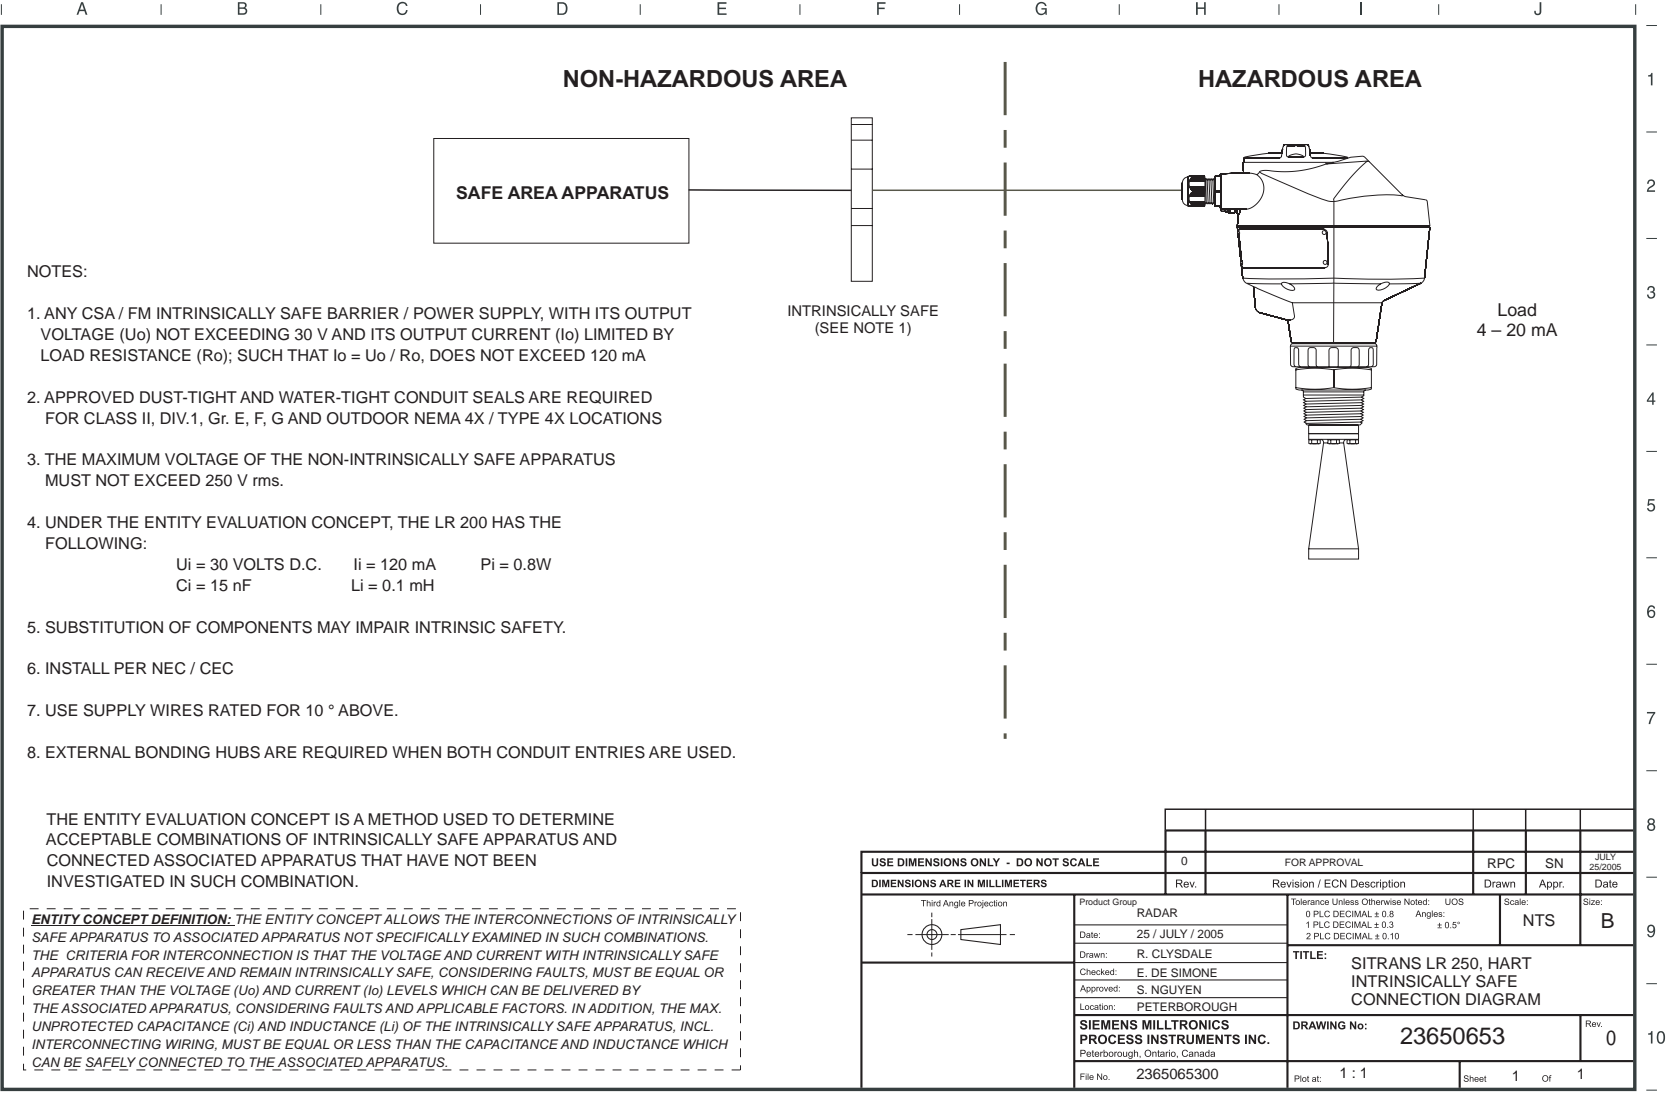 A B C D E F G H I J
NON-HAZARDOUS AREA
HAZARDOUS AREA
1
2
3
4
5
6
7
8
9
10
SAFE AREA APPARATUS
INTRINSICALLY SAFE
(SEE NOTE 1)
Load
4 – 20 mA
NOTES:
1. ANY CSA / FM INTRINSICALLY SAFE BARRIER / POWER SUPPLY, WITH ITS OUTPUT
VOLTAGE (Uo) NOT EXCEEDING 30 V AND ITS OUTPUT CURRENT (Io) LIMITED BY
LOAD RESISTANCE (Ro); SUCH THAT Io = Uo / Ro, DOES NOT EXCEED 120 mA
2. APPROVED DUST-TIGHT AND WATER-TIGHT CONDUIT SEALS ARE REQUIRED
FOR CLASS II, DIV.1, Gr. E, F, G AND OUTDOOR NEMA 4X / TYPE 4X LOCATIONS
3. THE MAXIMUM VOLTAGE OF THE NON-INTRINSICALLY SAFE APPARATUS
MUST NOT EXCEED 250 V rms.
4. UNDER THE ENTITY EVALUATION CONCEPT, THE LR 200 HAS THE
FOLLOWING:
Ui = 30 VOLTS D.C. Ii = 120 mA Pi = 0.8W
Ci = 15 nF Li = 0.1 mH
5. SUBSTITUTION OF COMPONENTS MAY IMPAIR INTRINSIC SAFETY.
6. INSTALL PER NEC / CEC
7. USE SUPPLY WIRES RATED FOR 10 ° ABOVE.
8. EXTERNAL BONDING HUBS ARE REQUIRED WHEN BOTH CONDUIT ENTRIES ARE USED.
THE ENTITY EVALUATION CONCEPT IS A METHOD USED TO DETERMINE
ACCEPTABLE COMBINATIONS OF INTRINSICALLY SAFE APPARATUS AND
CONNECTED ASSOCIATED APPARATUS THAT HAVE NOT BEEN
INVESTIGATED IN SUCH COMBINATION.
ENTITY CONCEPT DEFINITION: THE ENTITY CONCEPT ALLOWS THE INTERCONNECTIONS OF INTRINSICALLY
SAFE APPARATUS TO ASSOCIATED APPARATUS NOT SPECIFICALLY EXAMINED IN SUCH COMBINATIONS.
THE CRITERIA FOR INTERCONNECTION IS THAT THE VOLTAGE AND CURRENT WITH INTRINSICALLY SAFE
APPARATUS CAN RECEIVE AND REMAIN INTRINSICALLY SAFE, CONSIDERING FAULTS, MUST BE EQUAL OR
GREATER THAN THE VOLTAGE (Uo) AND CURRENT (Io) LEVELS WHICH CAN BE DELIVERED BY
THE ASSOCIATED APPARATUS, CONSIDERING FAULTS AND APPLICABLE FACTORS. IN ADDITION, THE MAX.
UNPROTECTED CAPACITANCE (Ci) AND INDUCTANCE (Li) OF THE INTRINSICALLY SAFE APPARATUS, INCL.
INTERCONNECTING WIRING, MUST BE EQUAL OR LESS THAN THE CAPACITANCE AND INDUCTANCE WHICH
CAN BE SAFELY CONNECTED TO THE ASSOCIATED APPARATUS.
USE DIMENSIONS ONLY - DO NOT SCALE 0 FOR APPROVAL RPC SN JULY 25/2005
DIMENSIONS ARE IN MILLIMETERS Rev. Revision / ECN Description Drawn Appr. Date
Third Angle Projection
Product Group
RADAR
Date: 25 / JULY / 2005
Drawn: R. CLYSDALE
Checked: E. DE SIMONE
Approved: S. NGUYEN
Location: PETERBOROUGH
SIEMENS MILLTRONICS
PROCESS INSTRUMENTS INC.
Peterborough, Ontario, Canada
File No. 2365065300
Tolerance Unless Otherwise Noted: UOS
0 PLC DECIMAL ± 0.8 Angles:
1 PLC DECIMAL ± 0.3 ± 0.5°
2 PLC DECIMAL ± 0.10
Scale:
NTS
Size:
B
TITLE:
SITRANS LR 250, HART
INTRINSICALLY SAFE
CONNECTION DIAGRAM
DRAWING No: 23650653
Rev.
0
Plot at: 1 : 1
Sheet 1 Of 1